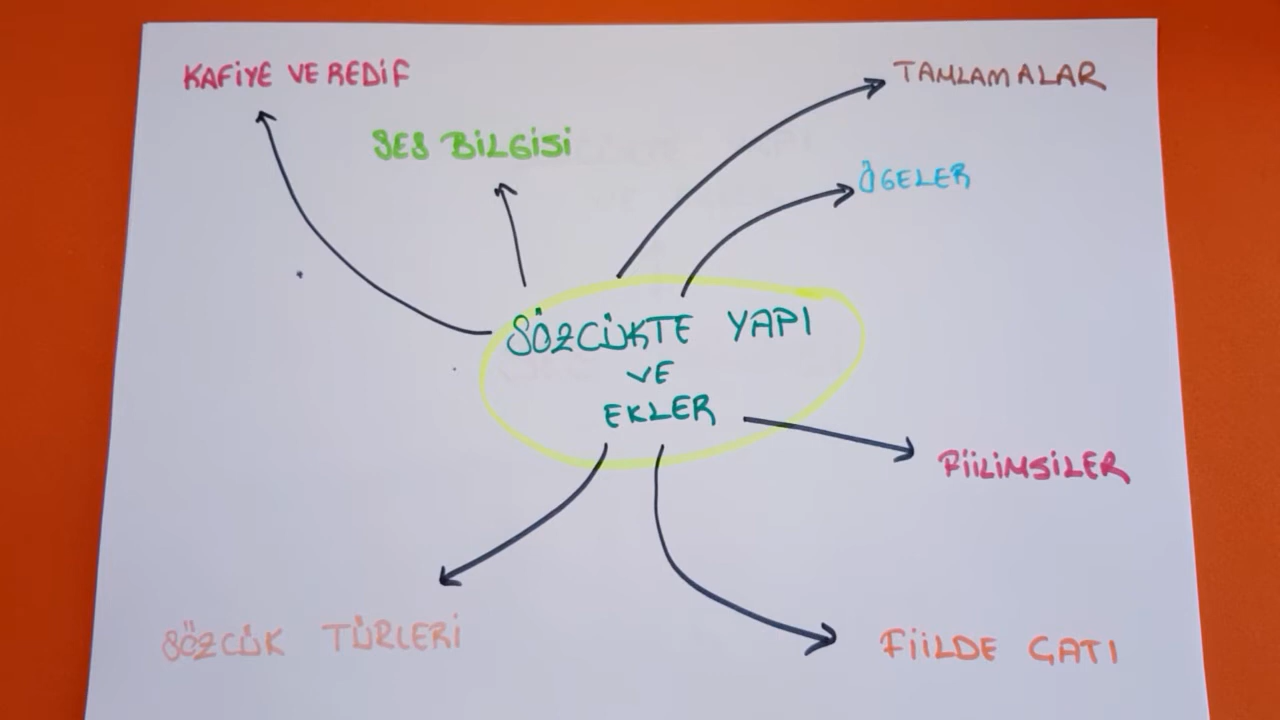 KAFİYE VE REDİF
TAMLAMALAR
SES BİLGİSİ
ÖGELER
SÖZCÜKTE YAPI
VE
EKLER
FİİLİMSİLER
SÖZCÜK TÜRLERİ
FİİLDE ÇATI